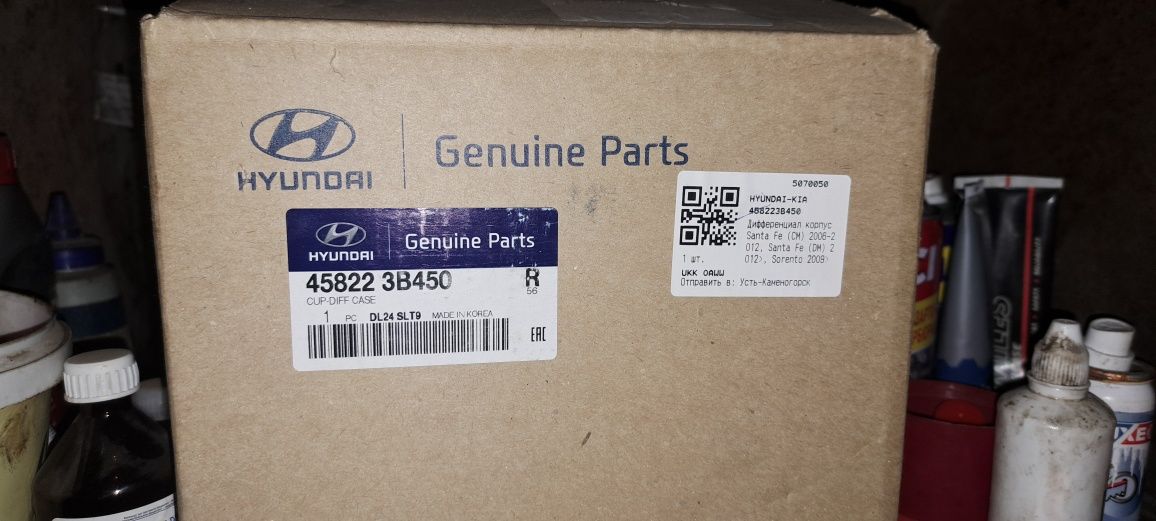 HYUNDAI
Genuine Parts
HYUNDAI
Genuine Parts
45822 3B450
R
56
CUP-DIFF CASE
1 PC DL24 SLT9 MADE IN KOREA
EAC
5070050
HYUNDAI-KIA
458223B450
Дифференциал корпус
Santa Fe (CM) 2006-2
012, Santa Fe (DM) 2
012>, Sorento 2009>
1 шт.
UKK OAWW
Отправить в: Усть-Каменогорск